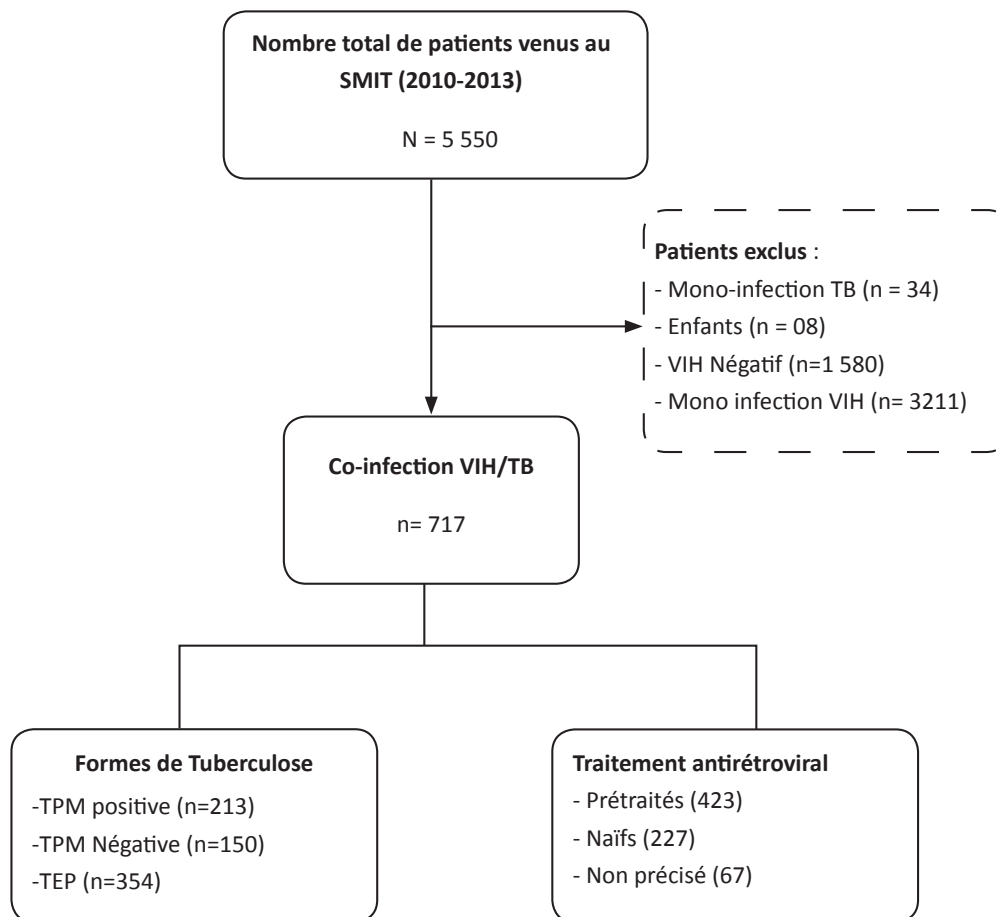 Nombre total de patients venus au
SMIT (2010-2013)
N = 5 550
Patients exclus :
- Mono-infection TB (n = 34)
- Enfants (n = 08)
- VIH Négatif (n=1 580)
- Mono infection VIH (n= 3211)
Co-infection VIH/TB
n= 717
Formes de Tuberculose
-TPM positive (n=213)
-TPM Négative (n=150)
-TEP (n=354)
Traitement antirétroviral
- Prétraités (423)
- Naïfs (227)
- Non précisé (67)